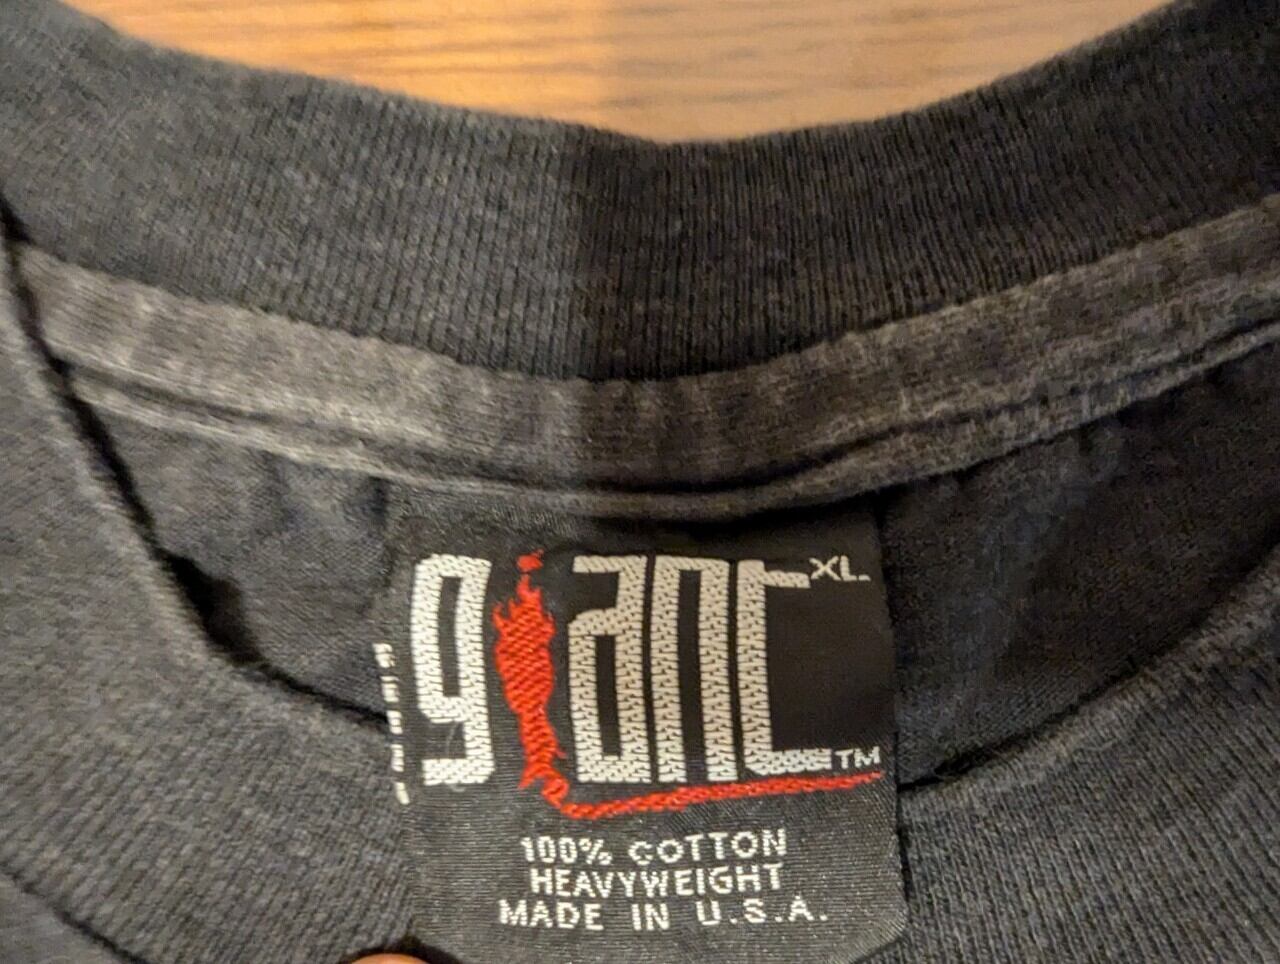 giant
XL
TM
100% COTTON
HEAVYWEIGHT
MADE IN U.S.A.